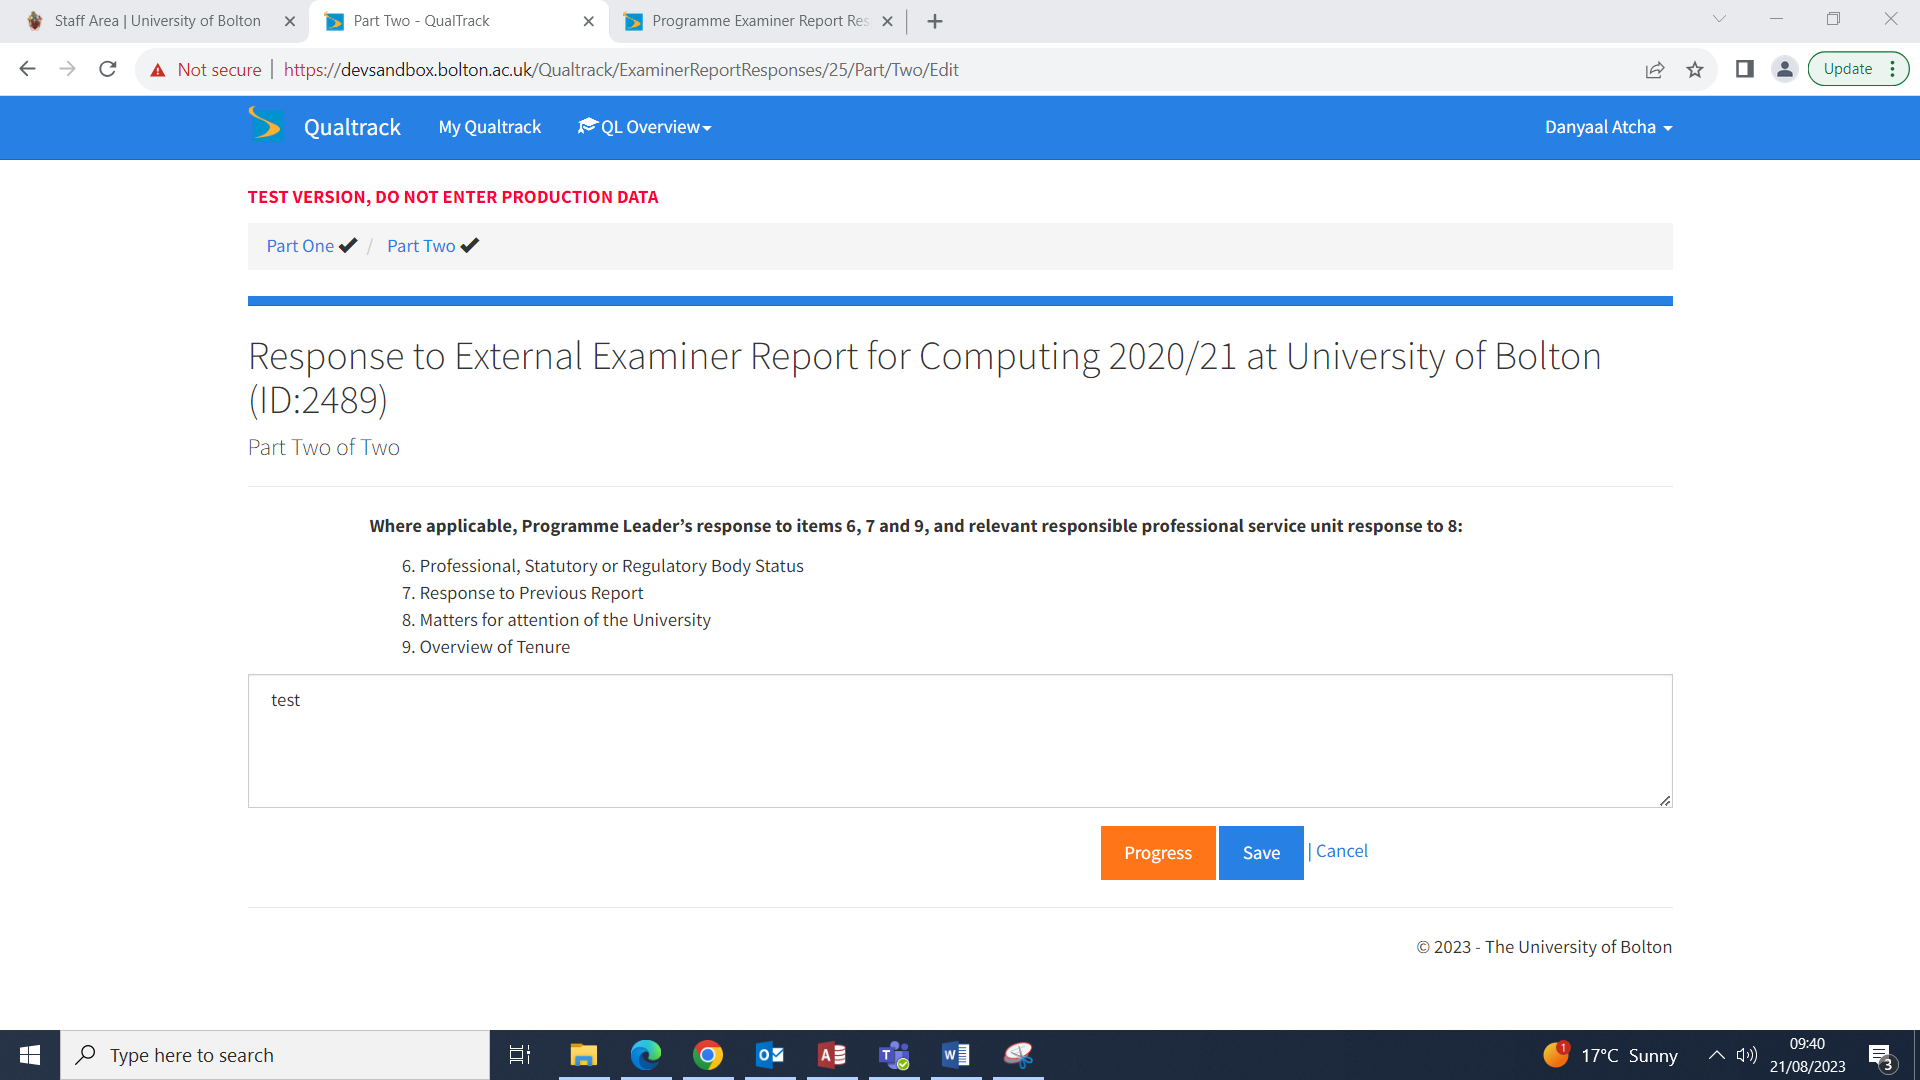 Staff Area | University of Bolton
Part Two - QualTrack
Programme Examiner Report Res
Not secure | https://devsandbox.bolton.ac.uk/Qualtrack/ExaminerReportResponses/25/Part/Two/Edit
Update
Qualtrack
My Qualtrack
QL Overview
Danyaal Atcha
TEST VERSION, DO NOT ENTER PRODUCTION DATA
Part One / Part Two
Response to External Examiner Report for Computing 2020/21 at University of Bolton
(ID:2489)
Part Two of Two
Where applicable, Programme Leader’s response to items 6, 7 and 9, and relevant responsible professional service unit response to 8:
6. Professional, Statutory or Regulatory Body Status
7. Response to Previous Report
8. Matters for attention of the University
9. Overview of Tenure
test
Progress
Save
| Cancel
© 2023 - The University of Bolton
Type here to search
1
17°C Sunny
09:40
21/08/2023
3